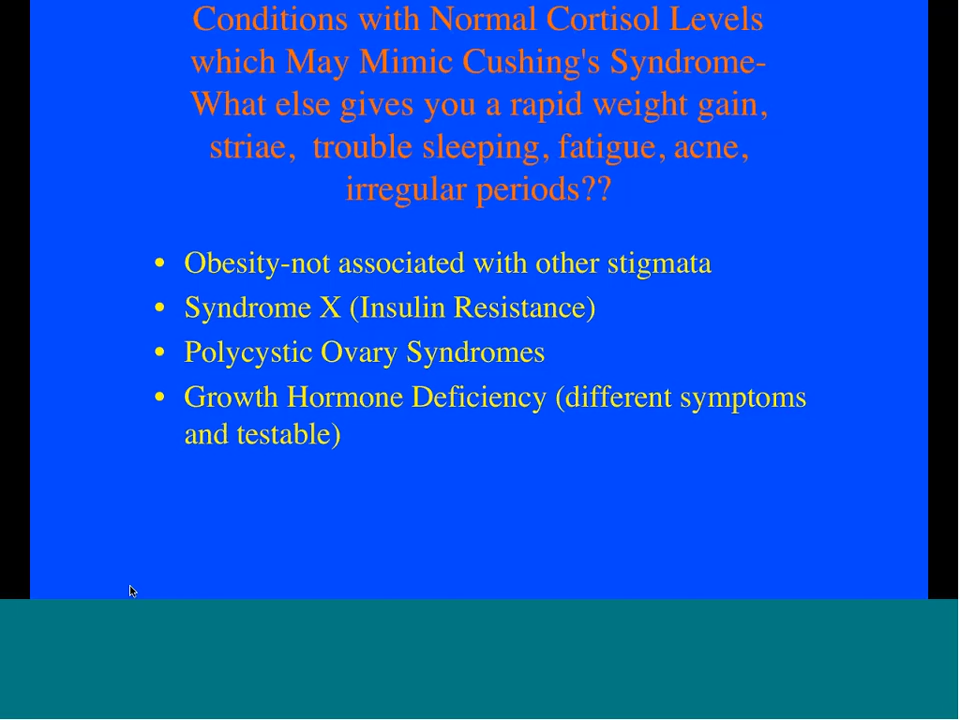 Conditions with Normal Cortisol Levels
which May Mimic Cushing's Syndrome-
What else gives you a rapid weight gain,
striae,  trouble sleeping, fatigue, acne,
irregular periods??
• Obesity-not associated with other stigmata
• Syndrome X (Insulin Resistance)
• Polycystic Ovary Syndromes
• Growth Hormone Deficiency (different symptoms
and testable)